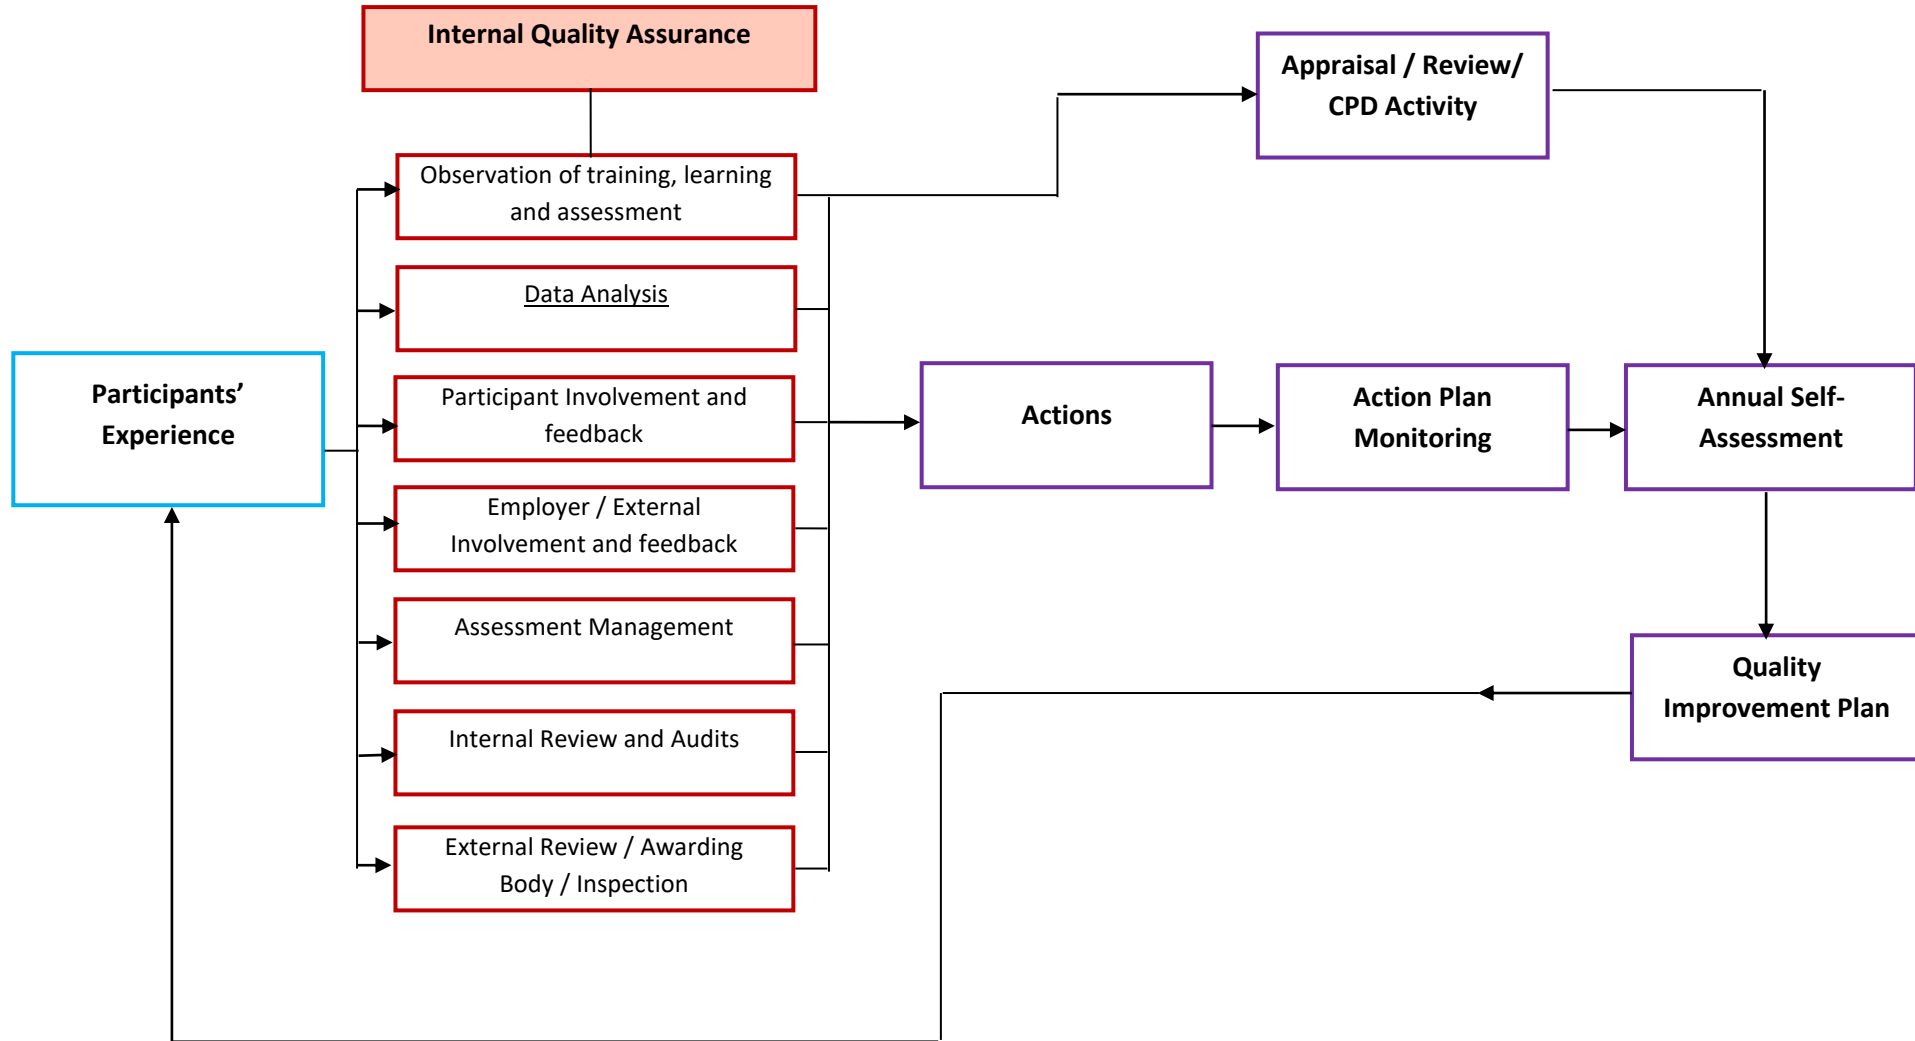 Internal Quality Assurance
Appraisal / Review/
CPD Activity
Observation of training, learning
and assessment
Data Analysis
Participants’
Experience
Participant Involvement and
feedback
Actions
Action Plan
Monitoring
Annual Self-
Assessment
Employer / External
Involvement and feedback
Assessment Management
Quality
Improvement Plan
Internal Review and Audits
External Review / Awarding
Body / Inspection